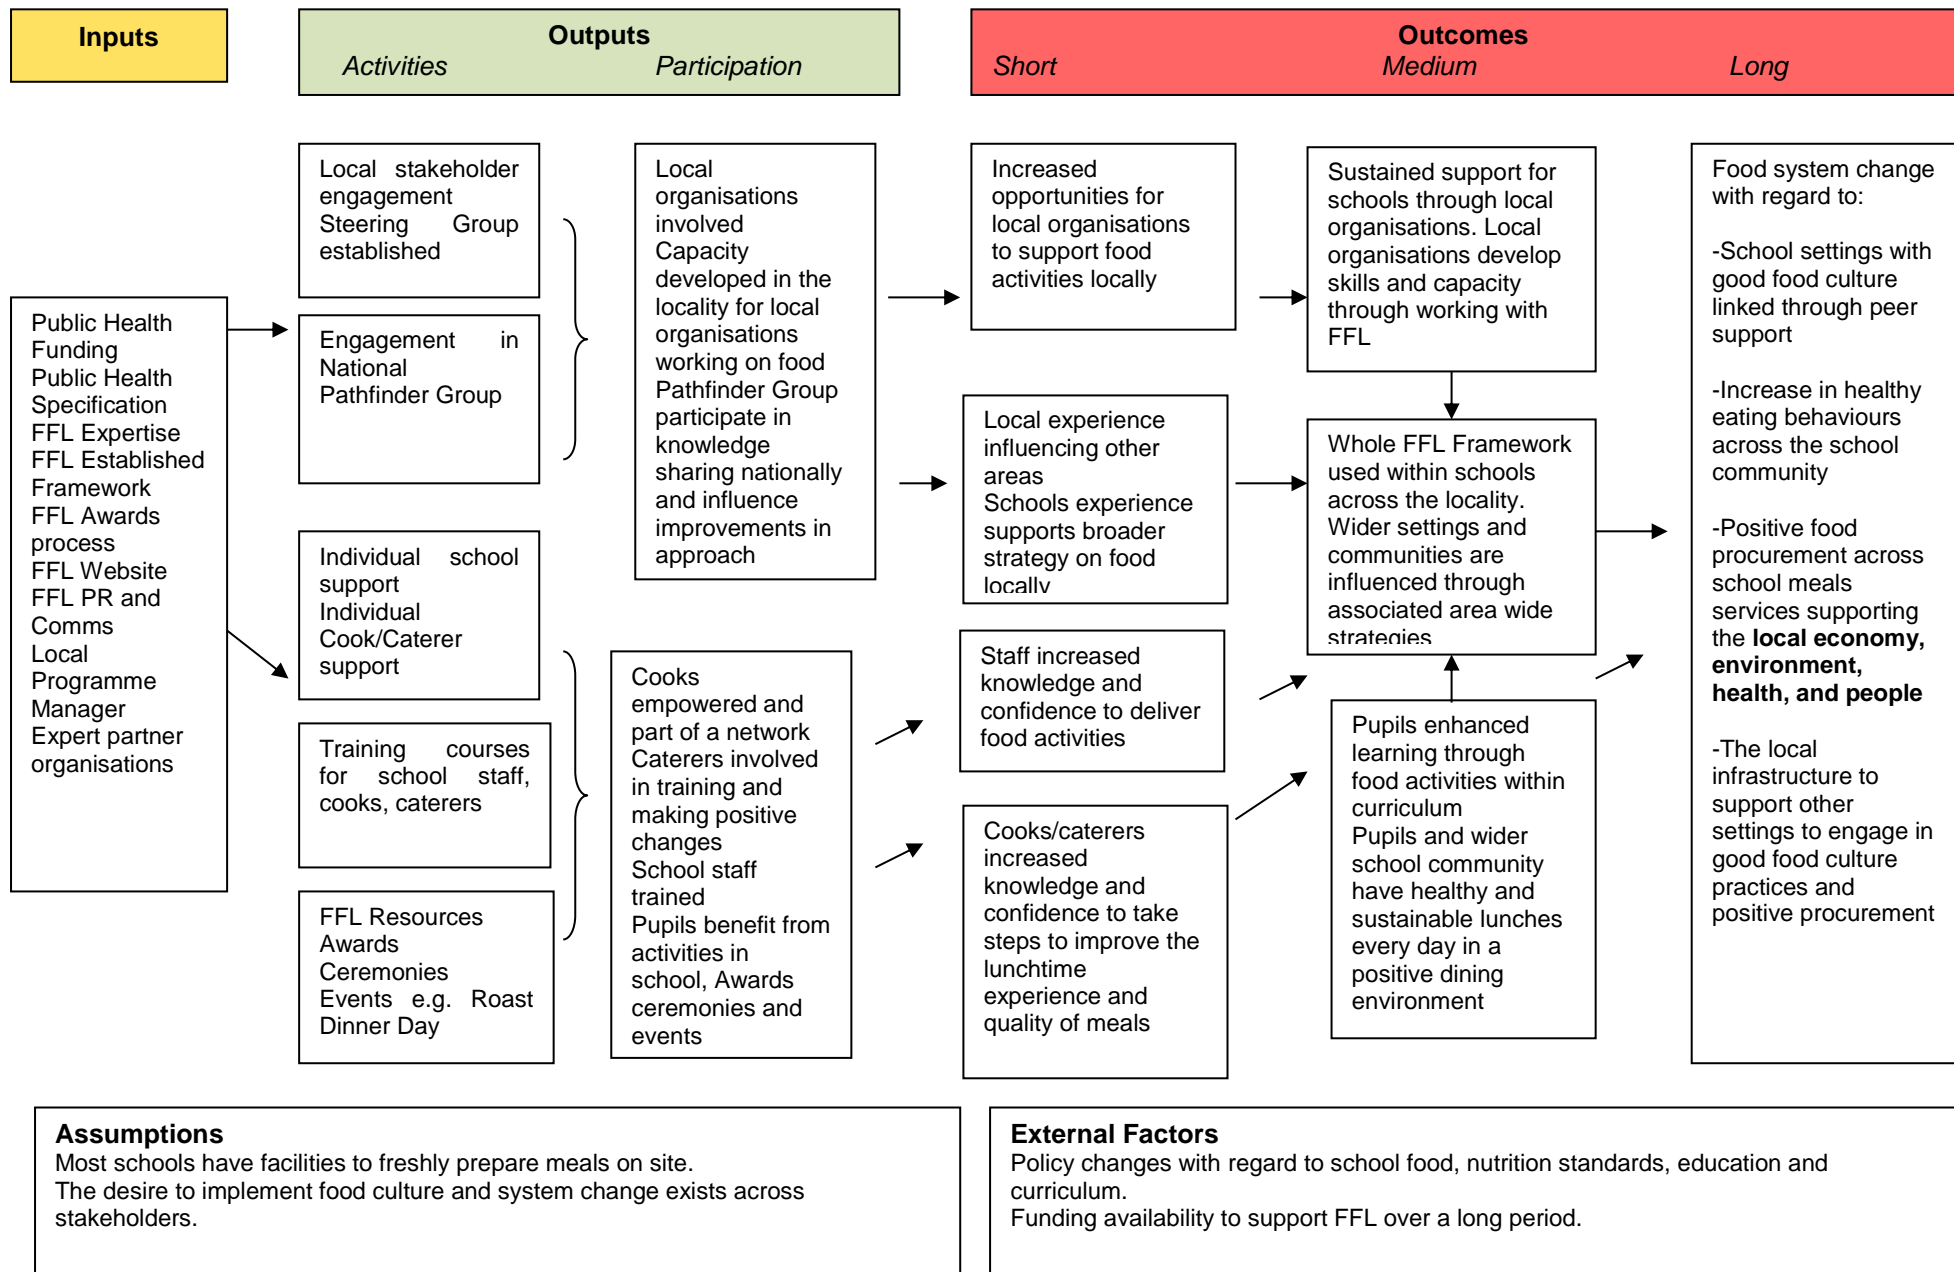 Inputs
Outputs
Activities
Participation
Outcomes
Short
Medium
Long
Public Health
Funding
Public Health
Specification
FFL Expertise
FFL Established
Framework
FFL Awards
process
FFL Website
FFL PR and
Comms
Local
Programme
Manager
Expert partner
organisations
Local stakeholder
engagement
Steering Group
established
Engagement in
National
Pathfinder Group
Individual school
support
Individual
Cook/Caterer
support
Training courses
for school staff,
cooks, caterers
FFL Resources
Awards
Ceremonies
Events e.g. Roast
Dinner Day
Local
organisations
involved
Capacity
developed in the
locality for local
organisations
working on food
Pathfinder Group
participate in
knowledge
sharing nationally
and influence
improvements in
approach
Cooks
empowered and
part of a network
Caterers involved
in training and
making positive
changes
School staff
trained
Pupils benefit from
activities in
school, Awards
ceremonies and
events
Increased
opportunities for
local organisations
to support food
activities locally
Local experience
influencing other
areas
Schools experience
supports broader
strategy on food
locally
Staff increased
knowledge and
confidence to deliver
food activities
Cooks/caterers
increased
knowledge and
confidence to take
steps to improve the
lunchtime
experience and
quality of meals
Sustained support for
schools through local
organisations. Local
organisations develop
skills and capacity
through working with
FFL
Whole FFL Framework
used within schools
across the locality.
Wider settings and
communities are
influenced through
associated area wide
strategies
Pupils enhanced
learning through
food activities within
curriculum
Pupils and wider
school community
have healthy and
sustainable lunches
every day in a
positive dining
environment
Food system change
with regard to:
-School settings with
good food culture
linked through peer
support
-Increase in healthy
eating behaviours
across the school
community
-Positive food
procurement across
school meals
services supporting
the local economy,
environment,
health, and people
-The local
infrastructure to
support other
settings to engage in
good food culture
practices and
positive procurement
Assumptions
Most schools have facilities to freshly prepare meals on site.
The desire to implement food culture and system change exists across
stakeholders.
External Factors
Policy changes with regard to school food, nutrition standards, education and
curriculum.
Funding availability to support FFL over a long period.